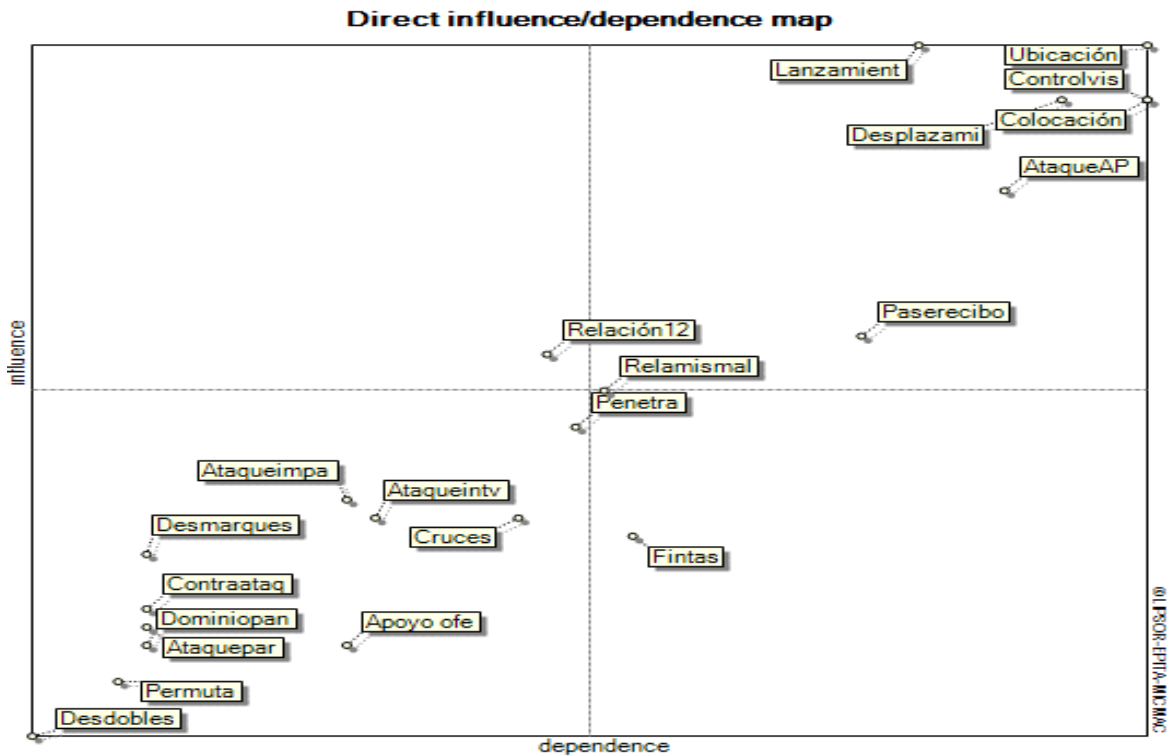 Direct influence/dependence map
Ubicación
Lanzamient
Controlvis
Colocación
Desplazami
AtaqueAP
Paserecibo
Relación12
influence
Relamismal
Penetra
Ataqueimpa
Ataqueintv
Desmarques
Cruces
Fintas
Contraataq
Dominiopan
Apoyo ofe
Ataquepar
Permuta
Desdobles
dependence
©LIPSOR-EPITA-MICMAC